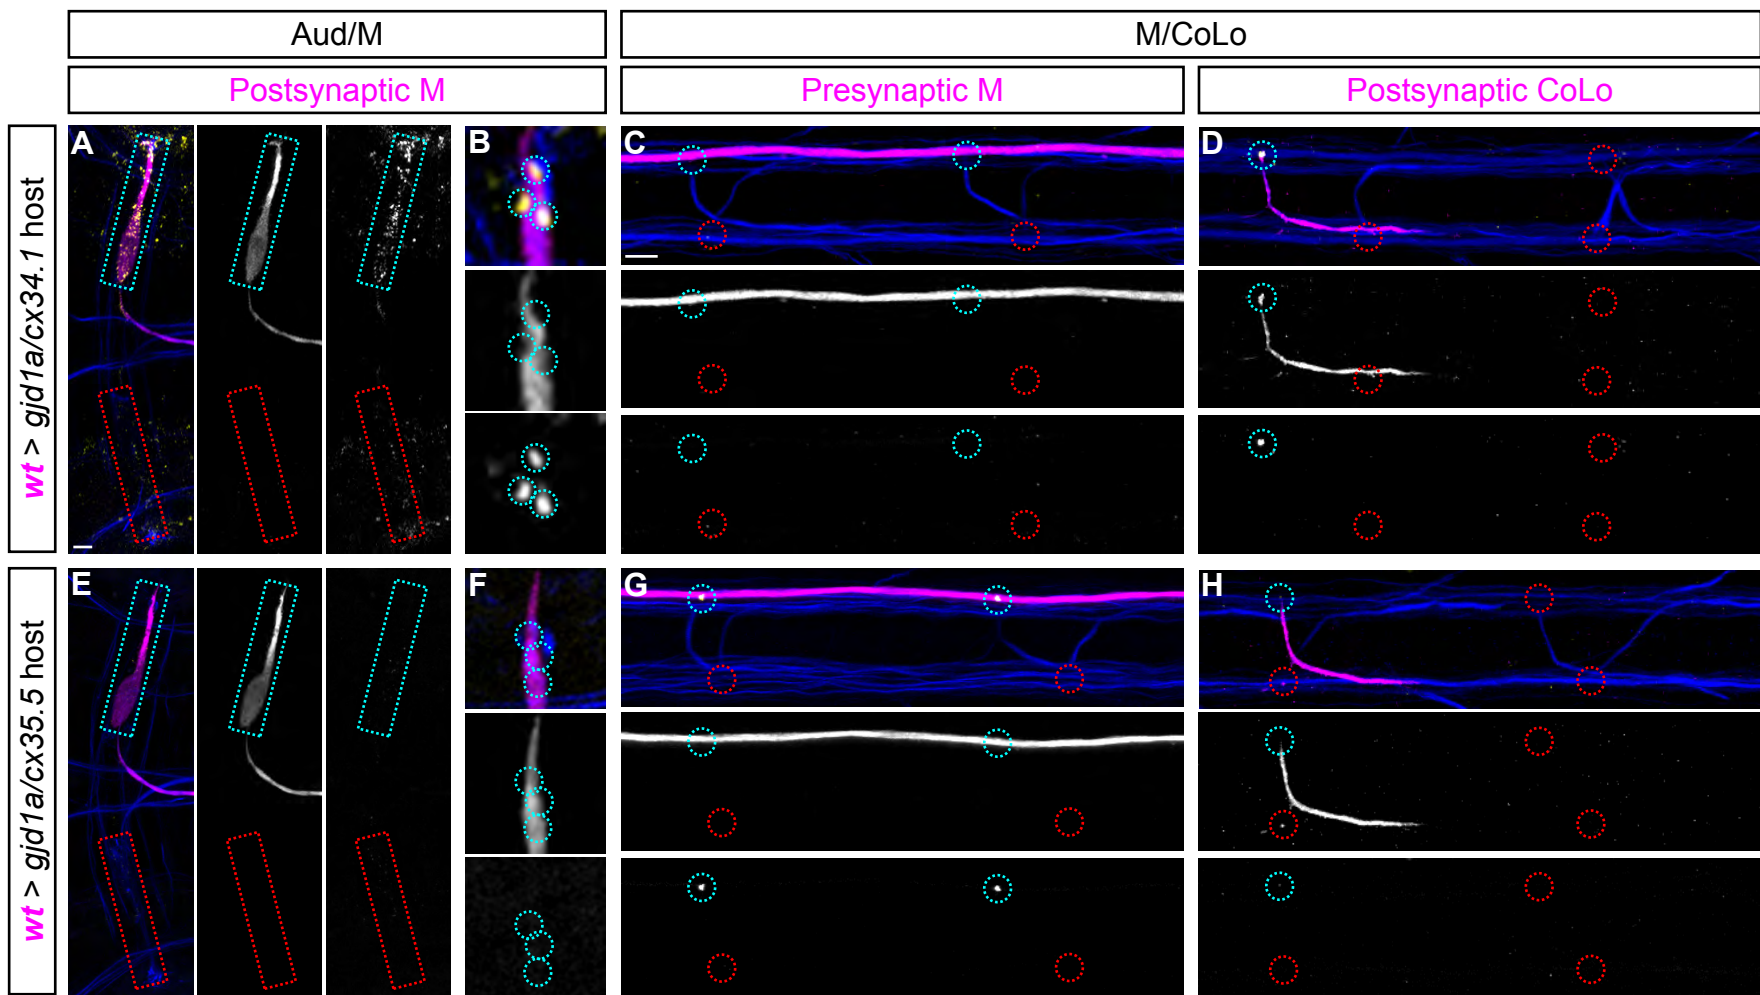 Aud/M
M/CoLo
Postsynaptic M
Presynaptic M
Postsynaptic CoLo
wt > gjd1a/cx34.1 host
A
B
C
D
wt > gjd1a/cx35.5 host
E
F
G
H